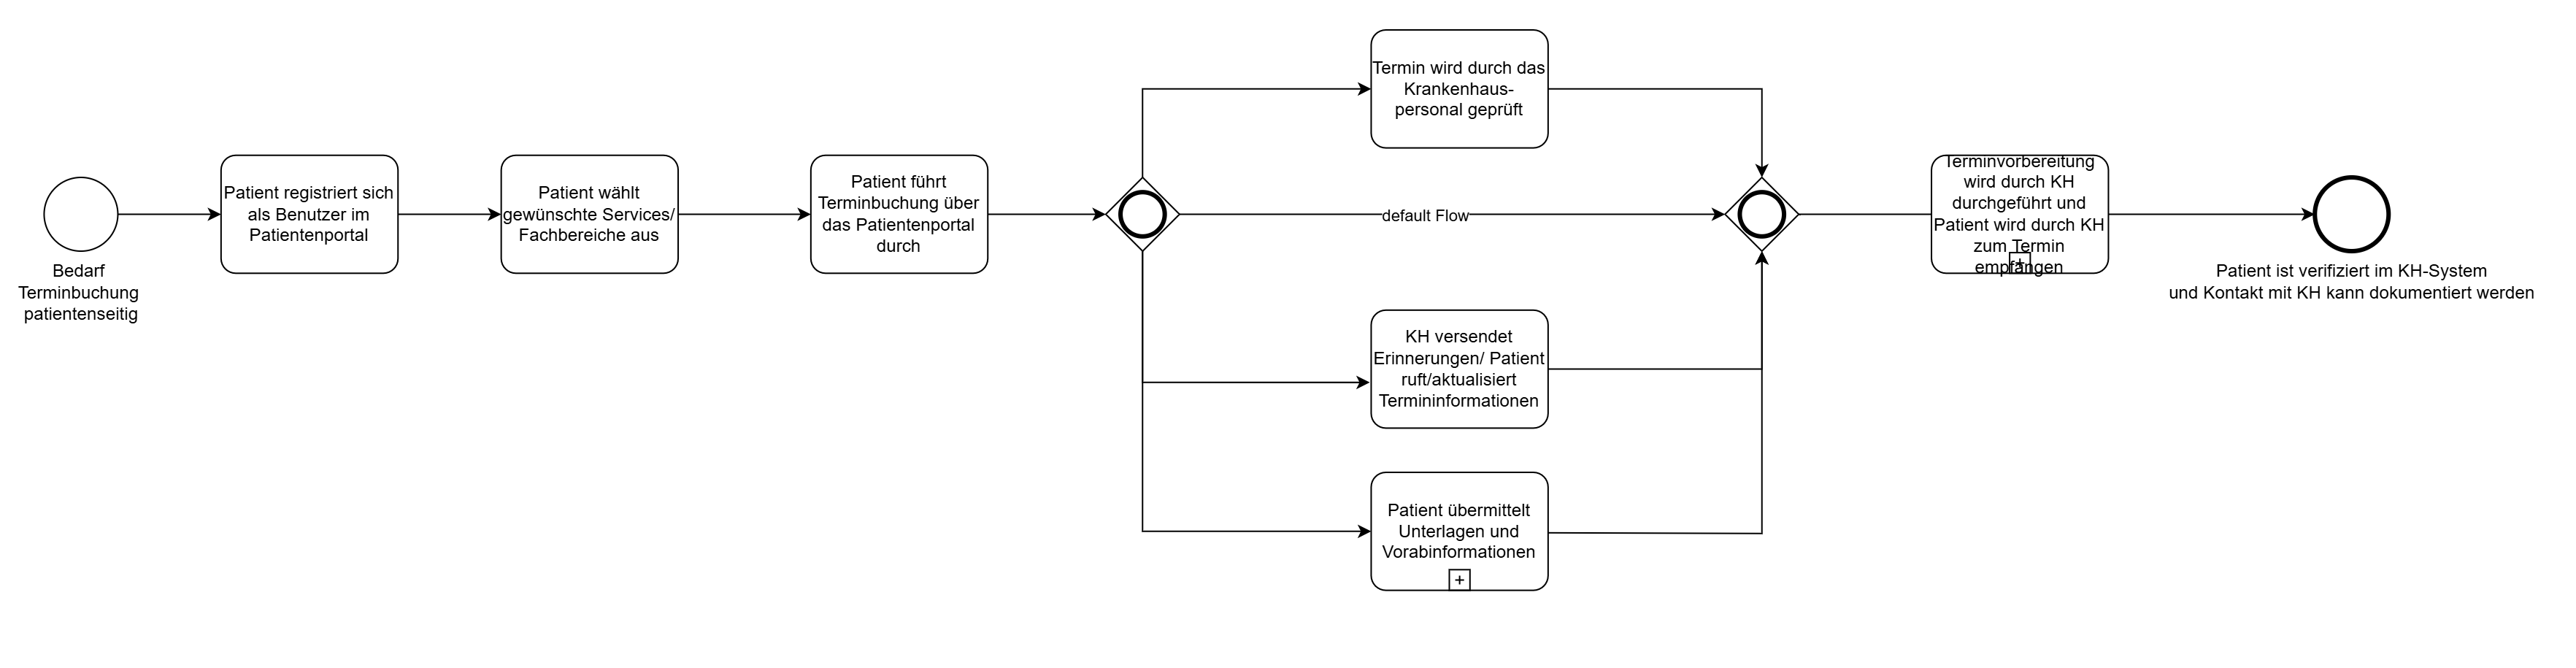 Bedarf
Terminbuchung
patientenseitig
Patient registriert sich
als Benutzer im
Patientenportal
Patient wählt
gewünschte Services/
Fachbereiche aus
Patient führt
Terminbuchung über
das Patientenportal
durch
Termin wird durch das
Krankenhaus-
personal geprüft
default Flow
KH versendet
Erinnerungen/ Patient
ruft/aktualisiert
Termininformationen
Patient übermittelt
Unterlagen und
Vorabinformationen
+
Terminvorbereitung
wird durch KH
durchgeführt und
Patient wird durch KH
zum Termin
empfangen
+
Patient ist verifiziert im KH-System
und Kontakt mit KH kann dokumentiert werden